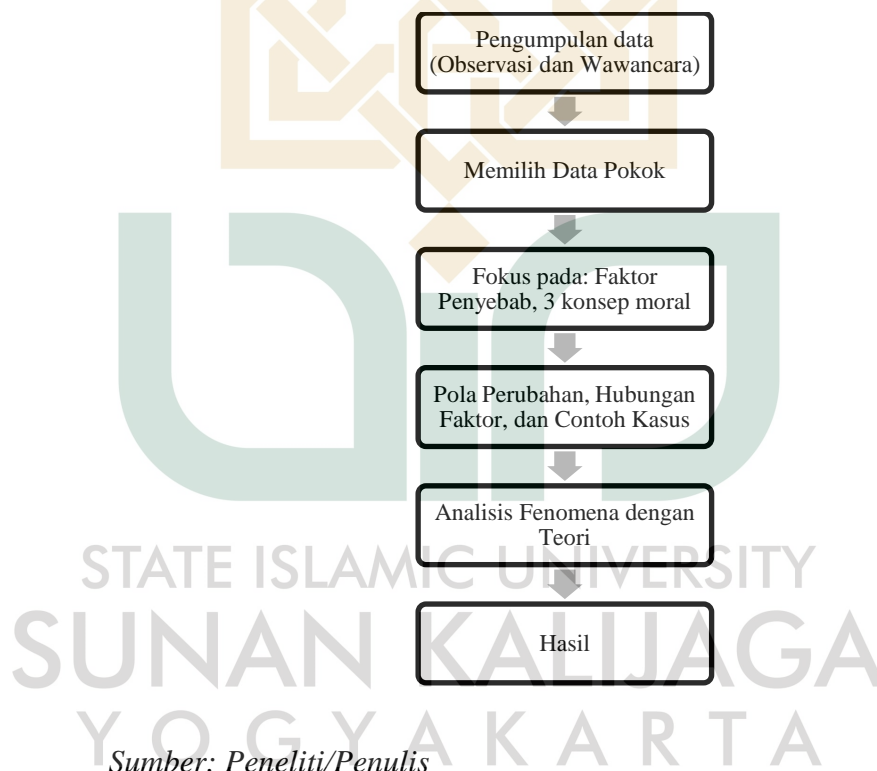 Pengumpulan data
(Observasi dan Wawancara)
Memilih Data Pokok
Fokus pada: Faktor
Penyebab, 3 konsep moral
Pola Perubahan, Hubungan
Faktor, dan Contoh Kasus
Analisis Fenomena dengan
Teori
STATE ISLAMIC UNIVERSITY
SUNAN KALIJAGA
Hasil
YOGYAKARTA
Sumber: Peneliti/Penulis